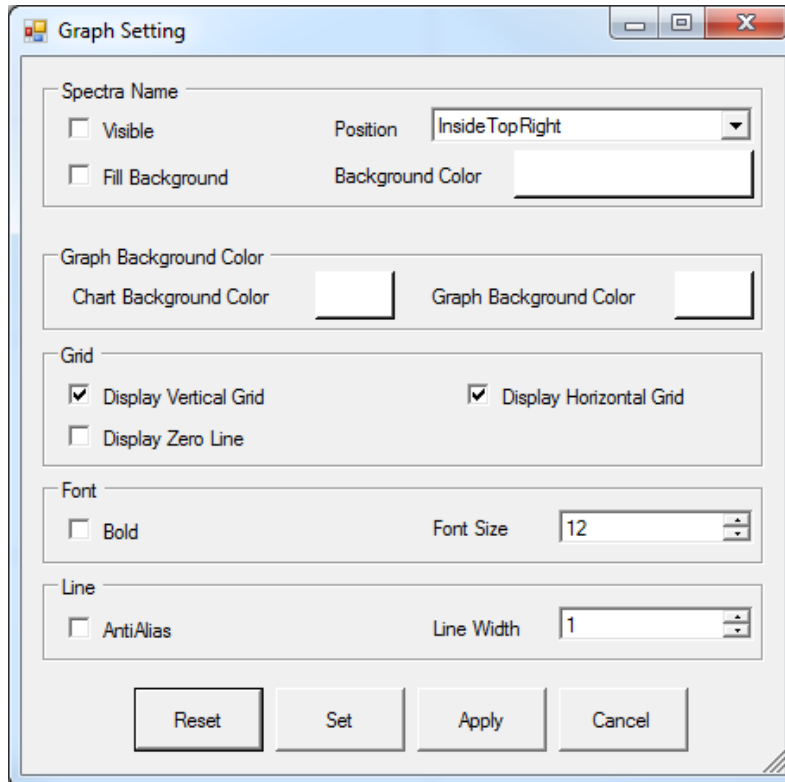 Graph Setting
Spectra Name
Visible Position InsideTopRight
Fill Background Background Color
Graph Background Color
Chart Background Color Graph Background Color
Grid
Display Vertical Grid Display Horizontal Grid
Display Zero Line
Font
Bold Font Size 12
Line
AntiAlias Line Width 1
Reset Set Apply Cancel